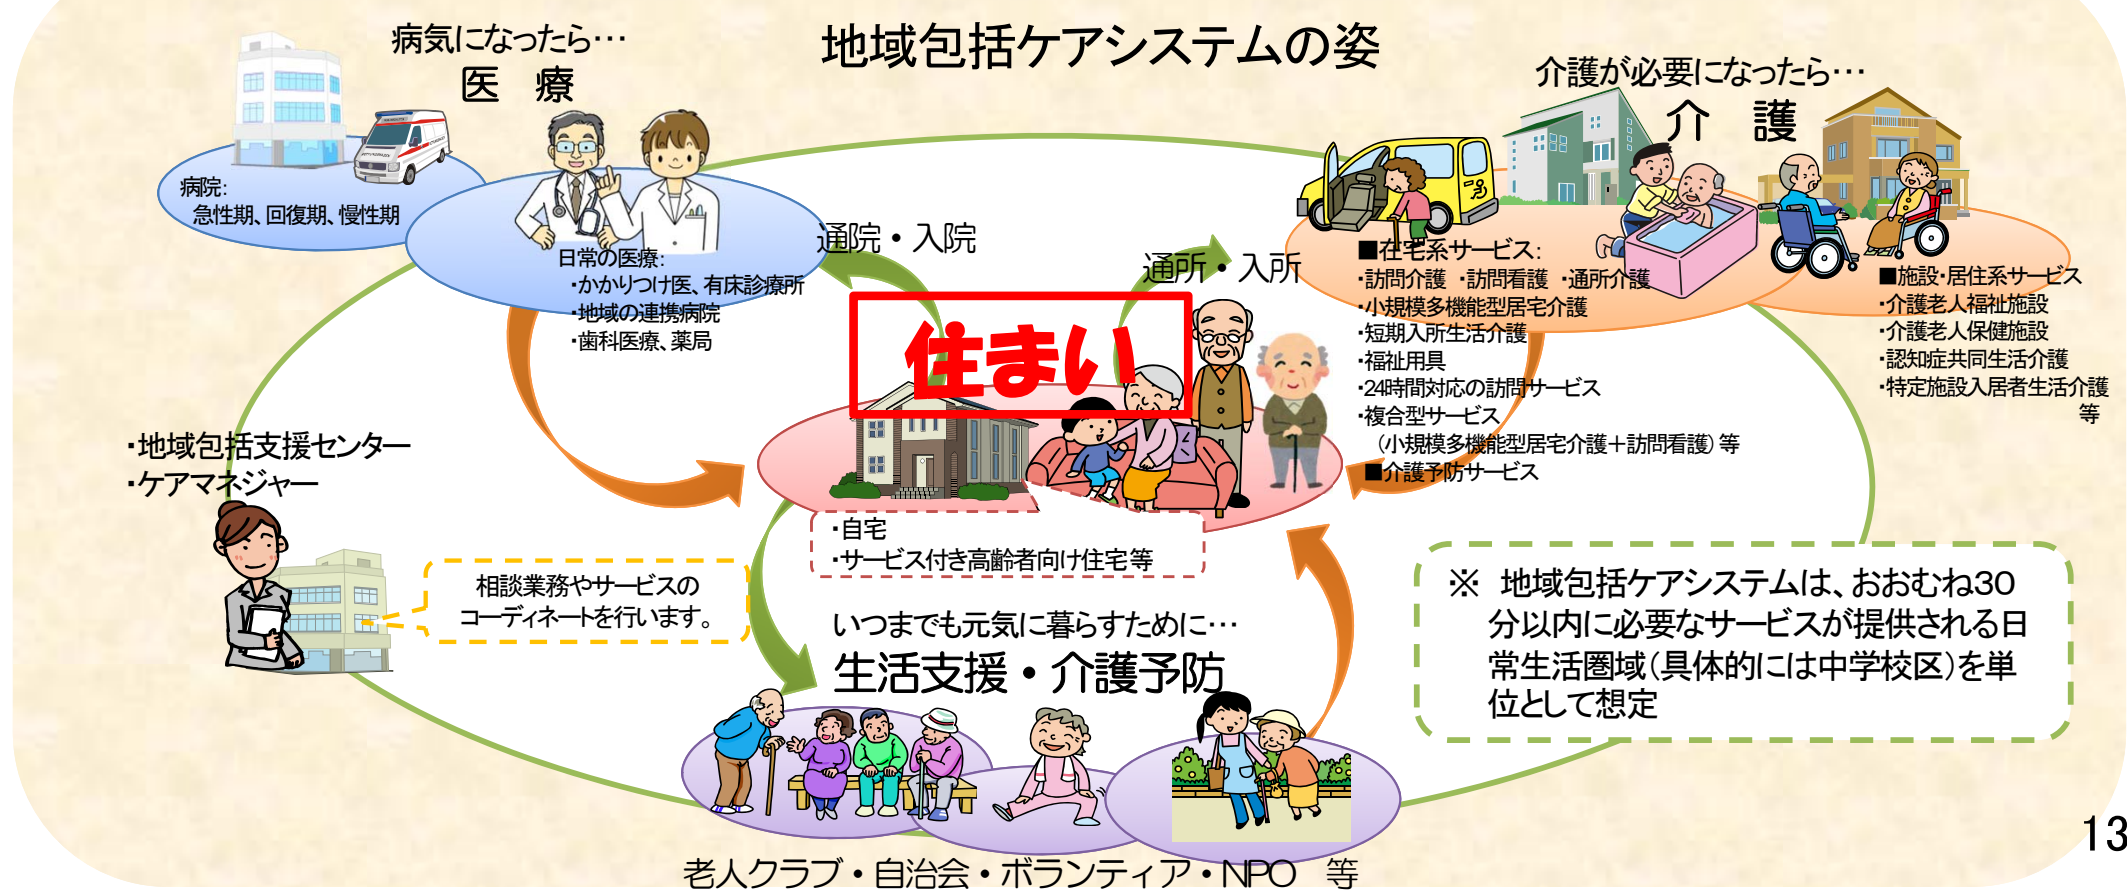 地域包括ケアシステムの姿
病気になったら…
医　療
病院:
急性期、回復期、慢性期
日常の医療:
・かかりつけ医、有床診療所
・地域の連携病院
・歯科医療、薬局
通院・入院
通所・入所
介護が必要になったら…
介　護
■在宅系サービス:
・訪問介護 ・訪問看護 ・通所介護
・小規模多機能型居宅介護
・短期入所生活介護
・福祉用具
・24時間対応の訪問サービス
・複合型サービス
（小規模多機能型居宅介護＋訪問看護）等
■介護予防サービス
■施設・居住系サービス
・介護老人福祉施設
・介護老人保健施設
・認知症共同生活介護
・特定施設入居者生活介護
等
住まい
・自宅
・サービス付き高齢者向け住宅等
・地域包括支援センター
・ケアマネジャー
相談業務やサービスの
コーディネートを行います。
いつまでも元気に暮らすために…
生活支援・介護予防
老人クラブ・自治会・ボランティア・NPO　等
※　地域包括ケアシステムは、おおむね30
分以内に必要なサービスが提供される日
常生活圏域（具体的には中学校区）を単
位として想定
13